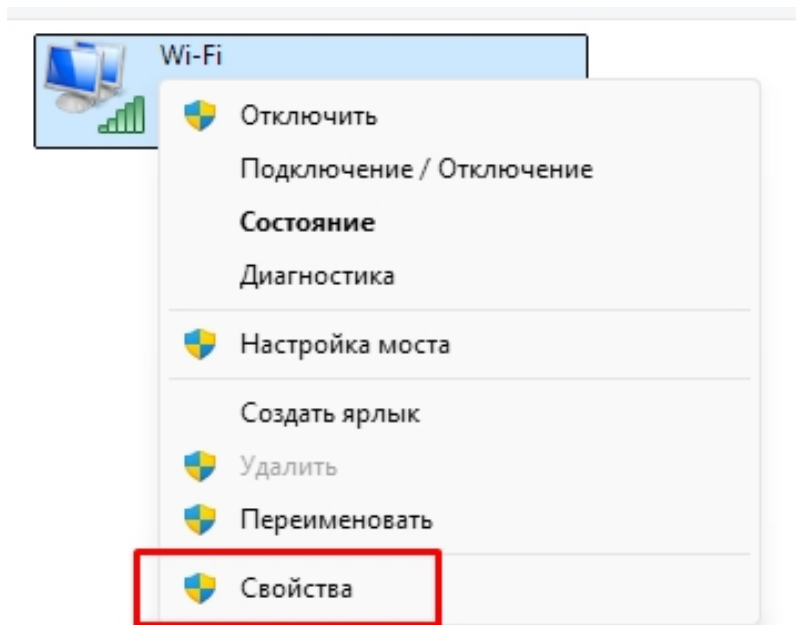 Wi-Fi
Отключить
Подключение / Отключение
Состояние
Диагностика
Настройка моста
Создать ярлык
Удалить
Переименовать
Свойства